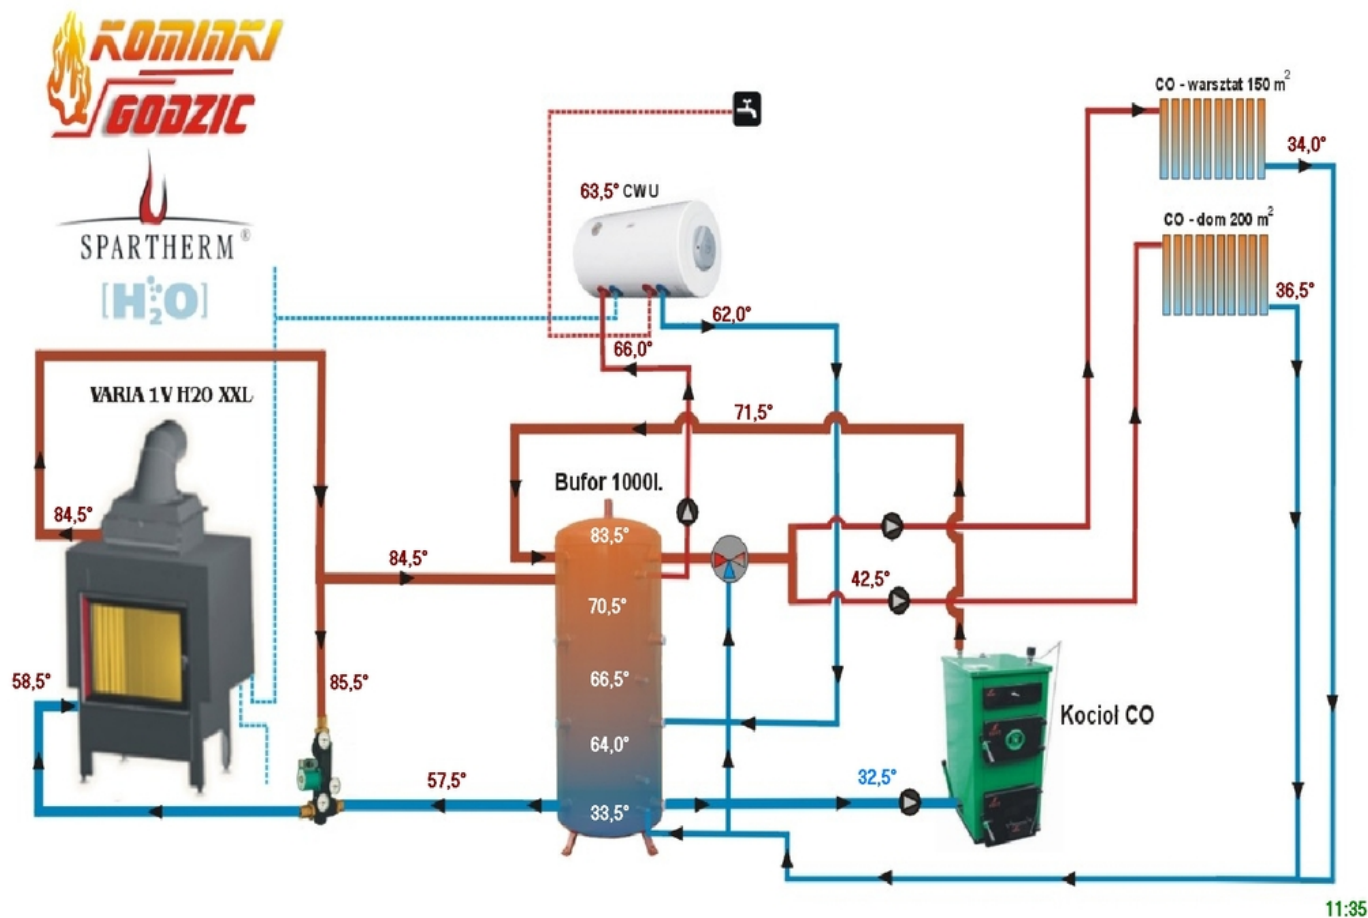 KOMINKI
GODZIC
SPARTHERM®
[H2O]
VARIA 1V H20 XXL
84,5°
58,5°
84,5°
85,5°
57,5°
63,5° CWU
66,0°
62,0°
71,5°
Bufor 1000l.
83,5°
70,5°
66,5°
64,0°
33,5°
42,5°
32,5°
Kocioł CO
CO - warsztat 150 m²
34,0°
CO - dom 200 m²
36,5°
11:35